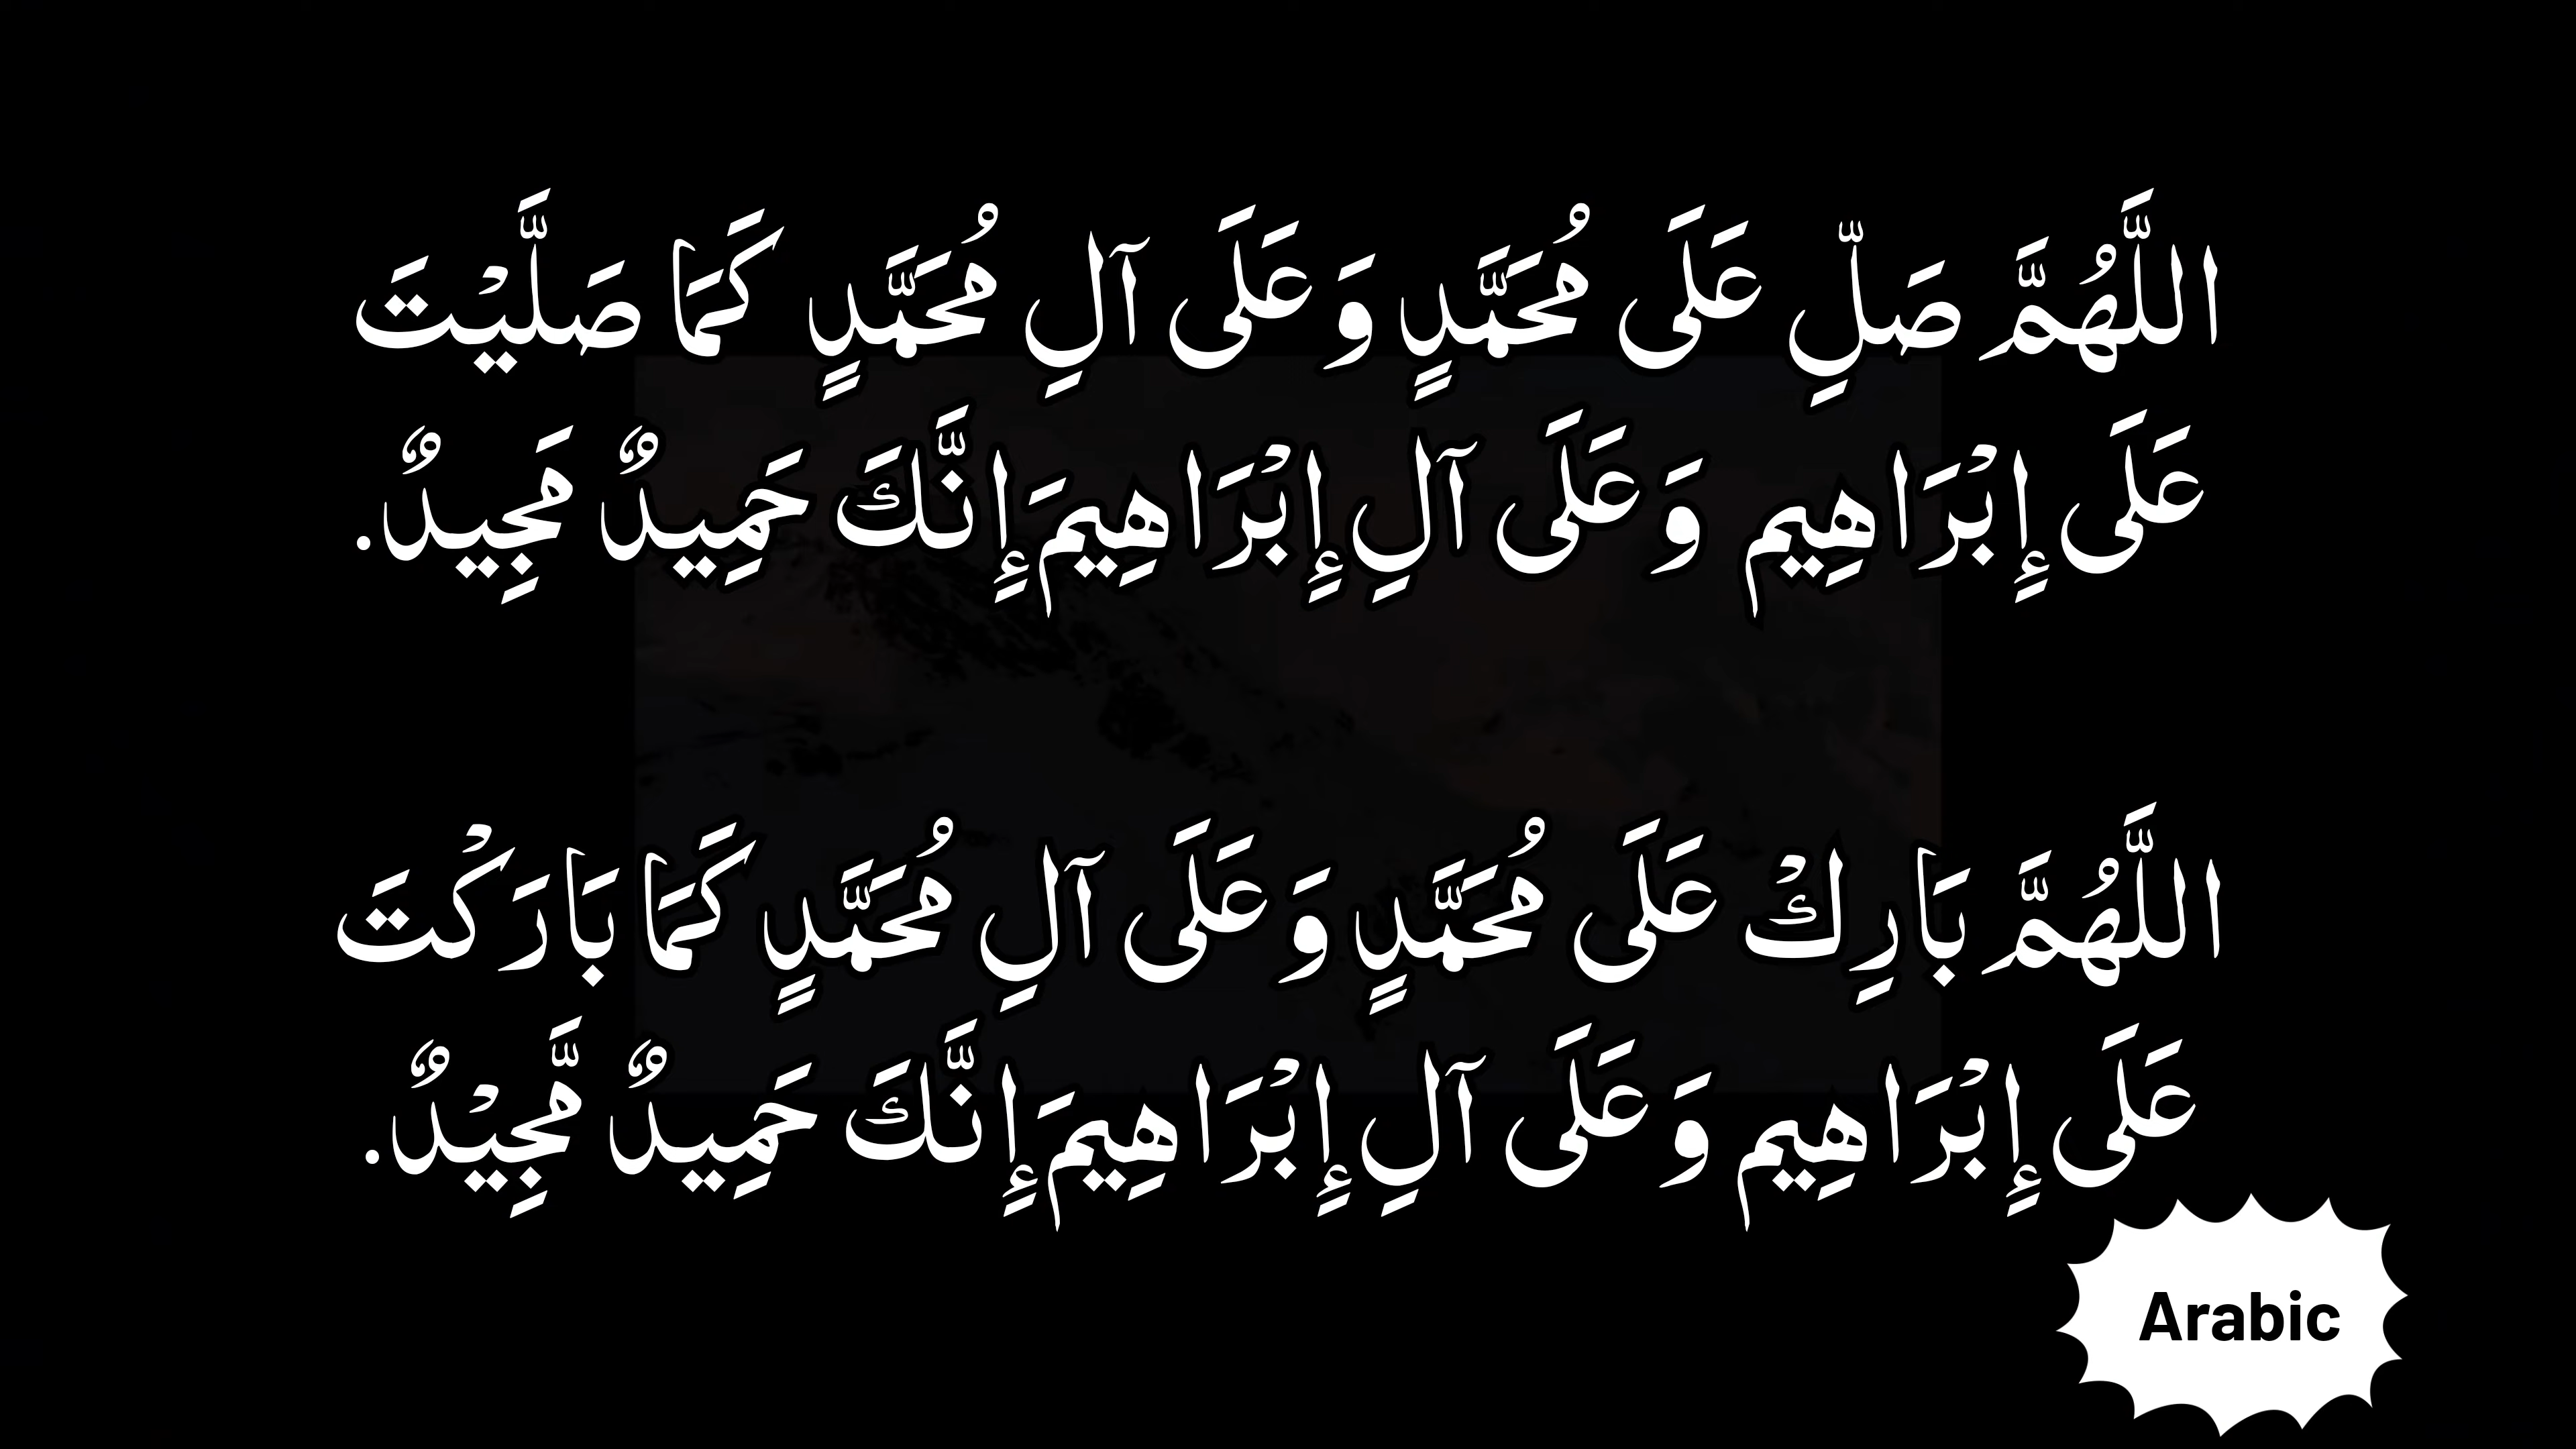 اللَّهُمَّ صَلِّ عَلَى مُحَمَّدٍ وَعَلَى آلِ مُحَمَّدٍ كَمَا صَلَّيْتَ
عَلَى إِبْرَاهِيم وَعَلَى آلِ إِبْرَاهِيمَ إِنَّكَ حَمِيدٌ مَجِيدٌ.
اللَّهُمَّ بَارِكْ عَلَى مُحَمَّدٍ وَعَلَى آلِ مُحَمَّدٍ كَمَا بَارَكْتَ
عَلَى إِبْرَاهِيم وَعَلَى آلِ إِبْرَاهِيمَ إِنَّكَ حَمِيدٌ مَّجِيْدٌ.
Arabic